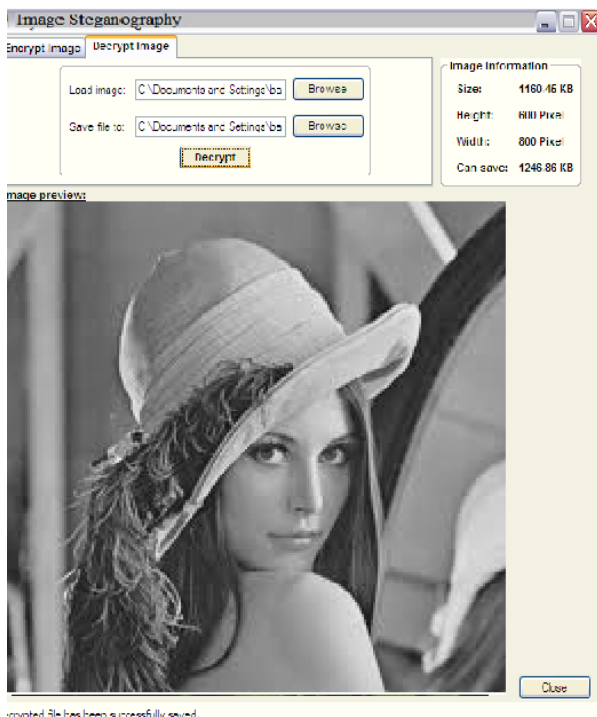 Image Steganography
Encrypt Image
Decrypt Image
Load image: C:\Documents and Settings\ba Browse
Save file to: C:\Documents and Settings\ba Browse
Decrypt
Image Information
Size: 1160.45 KB
Height: 600 Pixel
Width: 800 Pixel
Can save: 1246.86 KB
Image preview:
Close
ecrypted file has been successfully saved.